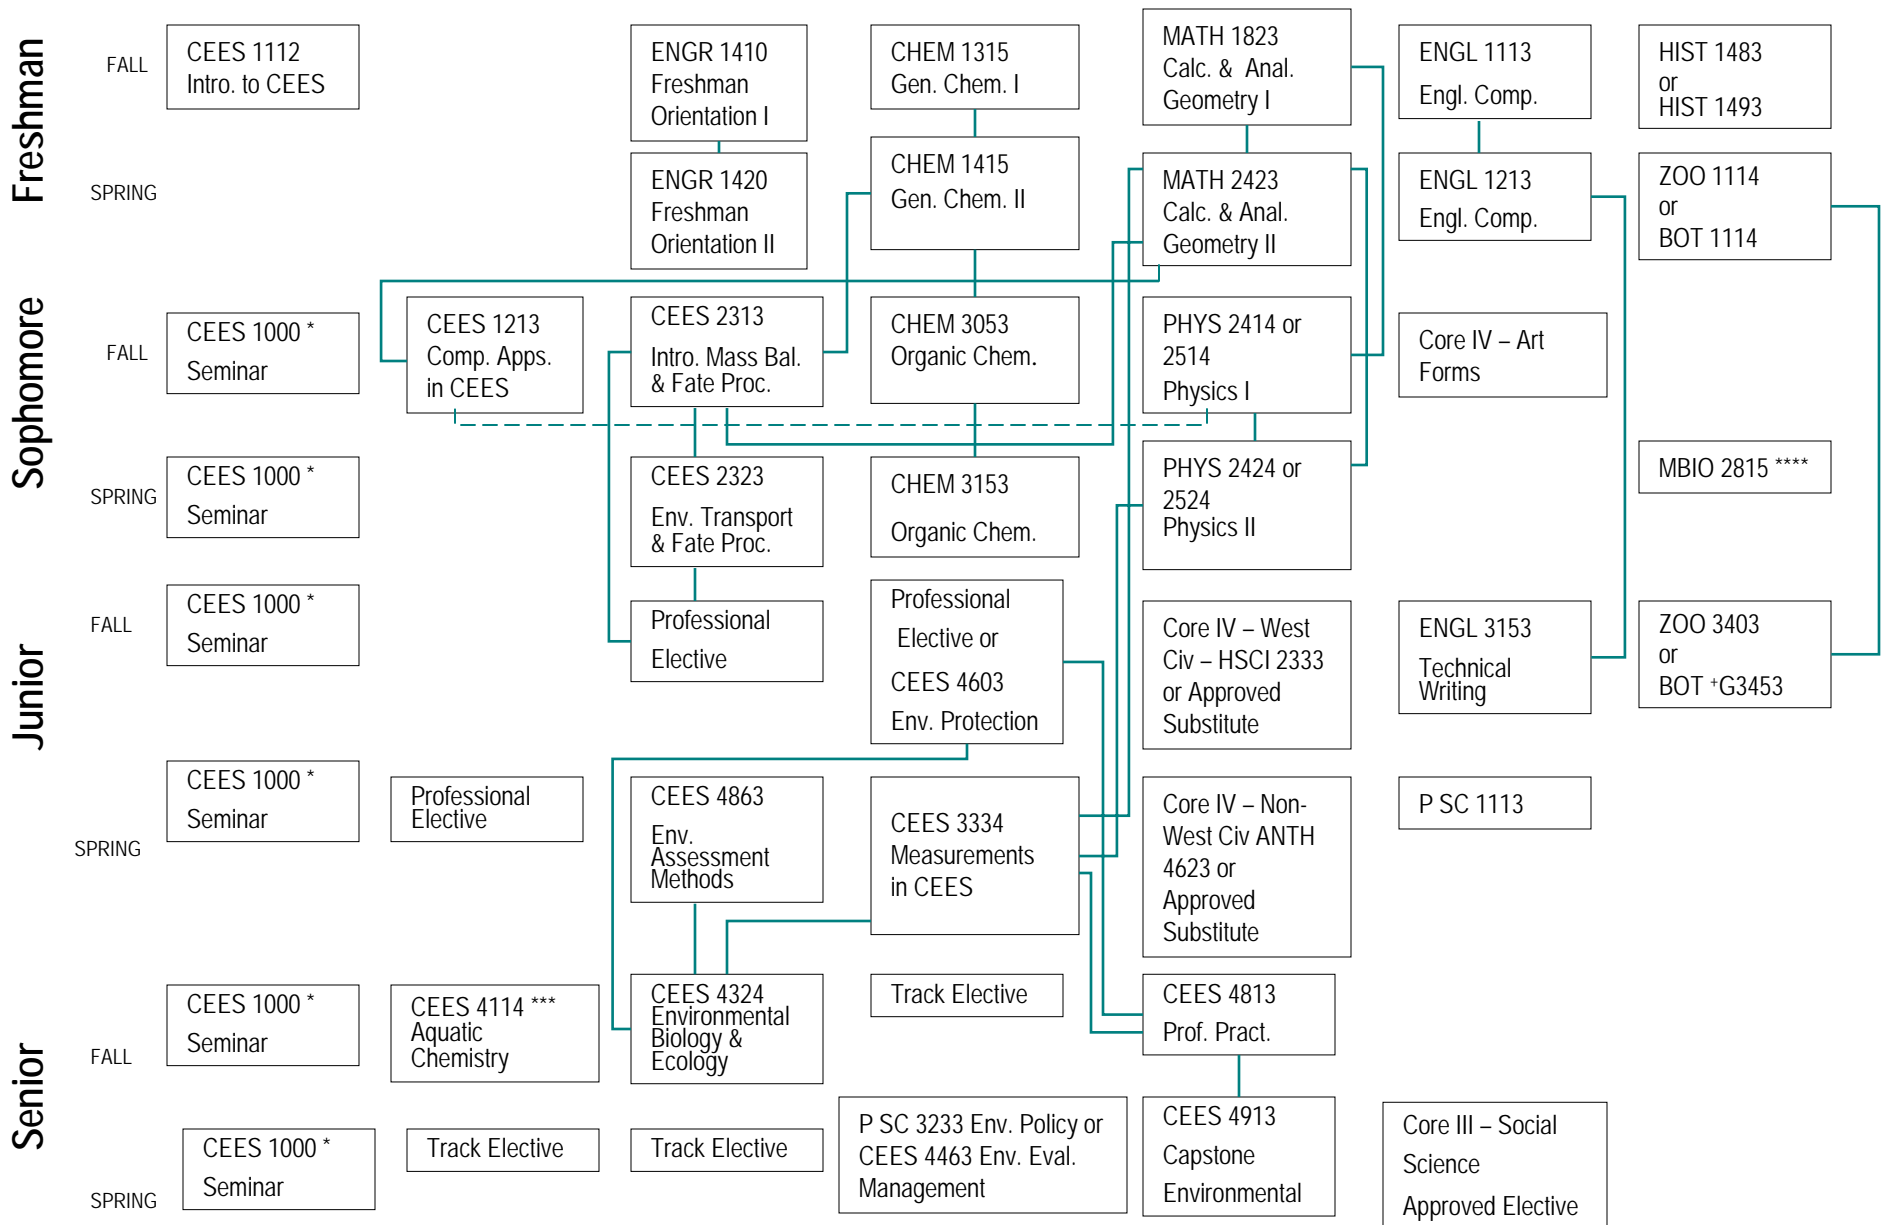 Freshman
FALL
CEES 1112
Intro. to CEES
ENGR 1410
Freshman
Orientation I
CHEM 1315
Gen. Chem. I
MATH 1823
Calc. & Anal.
Geometry I
ENGL 1113
Engl. Comp.
HIST 1483
or
HIST 1493
SPRING
ENGR 1420
Freshman
Orientation II
CHEM 1415
Gen. Chem. II
MATH 2423
Calc. & Anal.
Geometry II
ENGL 1213
Engl. Comp.
ZOO 1114
or
BOT 1114
Sophomore
FALL
CEES 1000 *
Seminar
CEES 1213
Comp. Apps.
in CEES
CEES 2313
Intro. Mass Bal.
& Fate Proc.
CHEM 3053
Organic Chem.
PHYS 2414 or
2514
Physics I
Core IV – Art
Forms
SPRING
CEES 1000 *
Seminar
CEES 2323
Env. Transport
& Fate Proc.
CHEM 3153
Organic Chem.
PHYS 2424 or
2524
Physics II
MBIO 2815 ****
Junior
FALL
CEES 1000 *
Seminar
Professional
Elective
Professional
Elective or
CEES 4603
Env. Protection
Core IV – West
Civ – HSCI 2333
or Approved
Substitute
ENGL 3153
Technical
Writing
ZOO 3403
or
BOT +G3453
SPRING
CEES 1000 *
Seminar
Professional
Elective
CEES 4863
Env.
Assessment
Methods
CEES 3334
Measurements
in CEES
Core IV – Non-
West Civ ANTH
4623 or
Approved
Substitute
P SC 1113
Senior
FALL
CEES 1000 *
Seminar
CEES 4114 ***
Aquatic
Chemistry
CEES 4324
Environmental
Biology &
Ecology
Track Elective
CEES 4813
Prof. Pract.
SPRING
CEES 1000 *
Seminar
Track Elective
Track Elective
P SC 3233 Env. Policy or
CEES 4463 Env. Eval.
Management
CEES 4913
Capstone
Environmental
Core III – Social
Science
Approved Elective